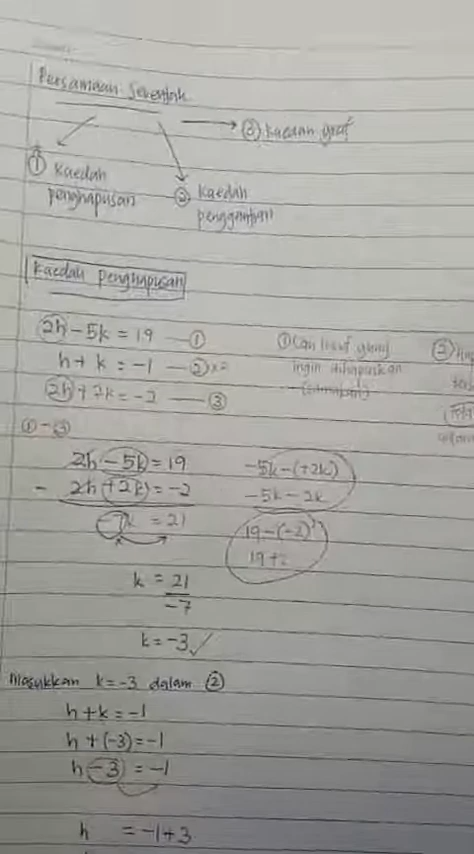 Persamaan Serentak
① Kaedah penghapusan
② Kaedah penggantian
③ Kaedah graf
Kaedah Penghapusan
2h - 5k = 19 — ①
h + k = -1 — ② ×2
2h + 2k = -2 — ③
① Cari huruf yang
ingin dihapuskan
(samakan)
②
① - ③
2h - 5k = 19
- 2h + 2k = -2
-7k = 21
-5k - (+2k)
-5k - 2k
19 - (-2)
19 + 2
k = 21
-7
k = -3 ✓
Masukkan k = -3 dalam ②
h + k = -1
h + (-3) = -1
h - 3 = -1
h = -1 + 3